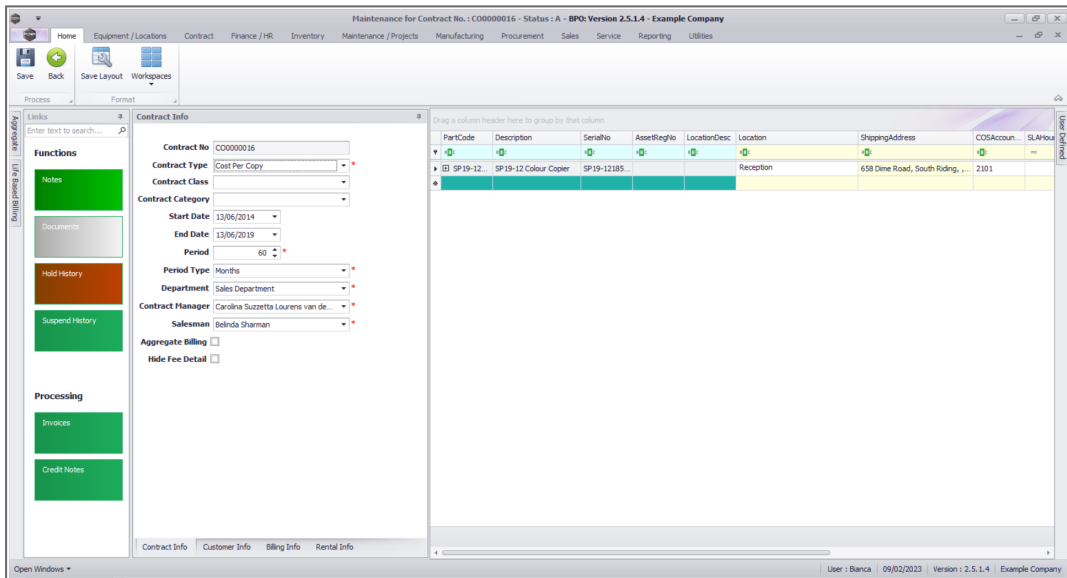 Maintenance for Contract No. : CO0000016 - Status : A - BPO: Version 2.5.1.4 - Example Company
Home Equipment / Locations Contract Finance / HR Inventory Maintenance / Projects Manufacturing Procurement Sales Service Reporting Utilities
Save Back Save Layout Workspaces
Process Format
Aggregate
Life Based Billing
Links
Enter text to search...
Functions
Notes
Documents
Hold History
Suspend History
Processing
Invoices
Credit Notes
Contract Info
Contract No CO0000016
Contract Type Cost Per Copy *
Contract Class
Contract Category
Start Date 13/06/2014
End Date 13/06/2019
Period 60 *
Period Type Months *
Department Sales Department *
Contract Manager Carolina Suzzetta Lourens van de... *
Salesman Belinda Sharman *
Aggregate Billing
Hide Fee Detail
Contract Info Customer Info Billing Info Rental Info
Drag a column header here to group by that column
PartCode Description SerialNo AssetRegNo LocationDesc Location ShippingAddress COSAccoun... SLAHou
SP19-12... SP19-12 Colour Copier SP19-12185... Reception 658 Dime Road, South Riding, ,... 2101
User Defined
Open Windows User : Bianca 09/02/2023 Version : 2.5.1.4 Example Company